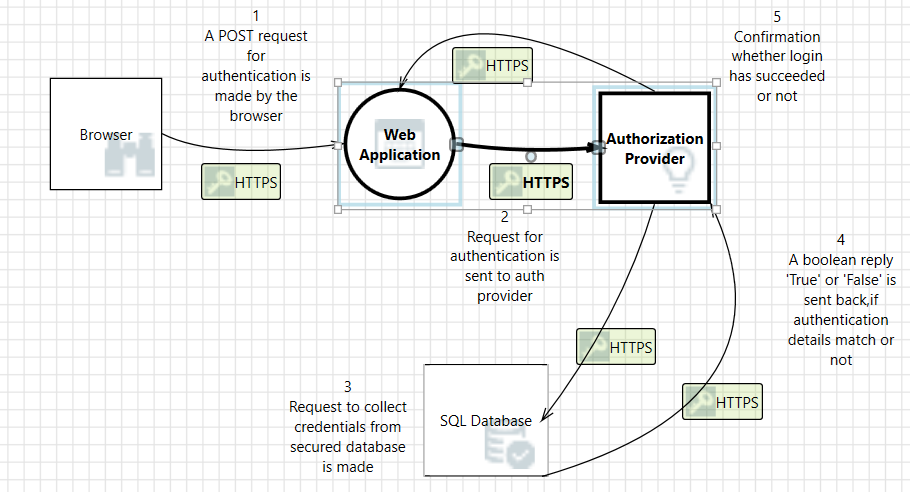 1
A POST request
for
authentication is
made by the
browser
5
Confirmation
whether login
has succeeded
or not
HTTPS
Browser
Web
Application
Authorization
Provider
HTTPS
HTTPS
2
Request for
authentication is
sent to auth
provider
4
A boolean reply
'True' or 'False' is
sent back,if
authentication
details match or
not
HTTPS
3
Request to collect
credentials from
secured database
is made
SQL Database
HTTPS